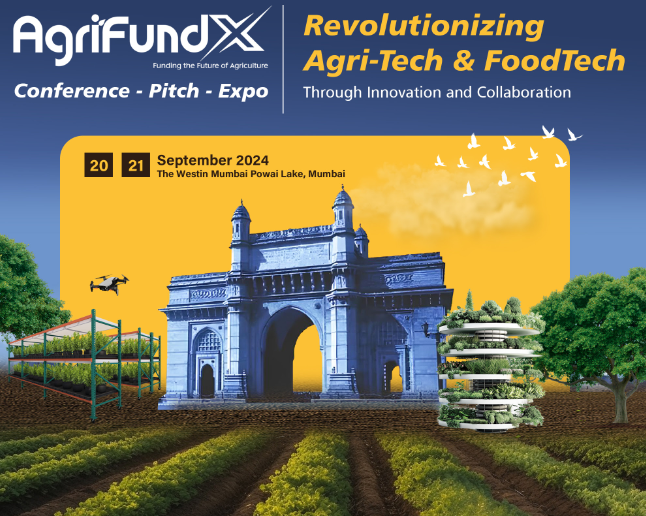 AgriFundX
Funding the Future of Agriculture
Conference - Pitch - Expo
Revolutionizing
Agri-Tech & FoodTech
Through Innovation and Collaboration
20 21 September 2024
The Westin Mumbai Powai Lake, Mumbai